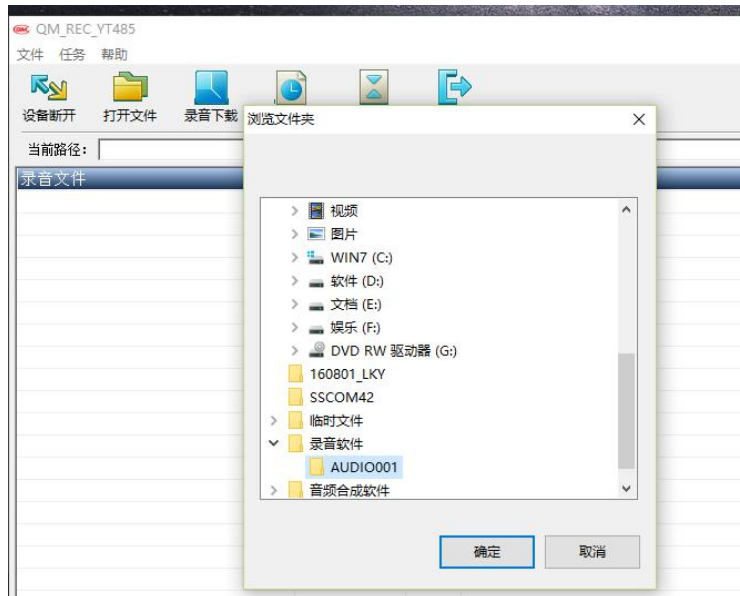 QMC QM_REC_YT485
文件 任务 帮助
设备断开 打开文件 录音下载
浏览文件夹
当前路径:
录音文件
视频
图片
WIN7 (C:)
软件 (D:)
文档 (E:)
娱乐 (F:)
DVD RW 驱动器 (G:)
160801_LKY
SSCOM42
临时文件
录音软件
AUDIO001
音频合成软件
确定 取消